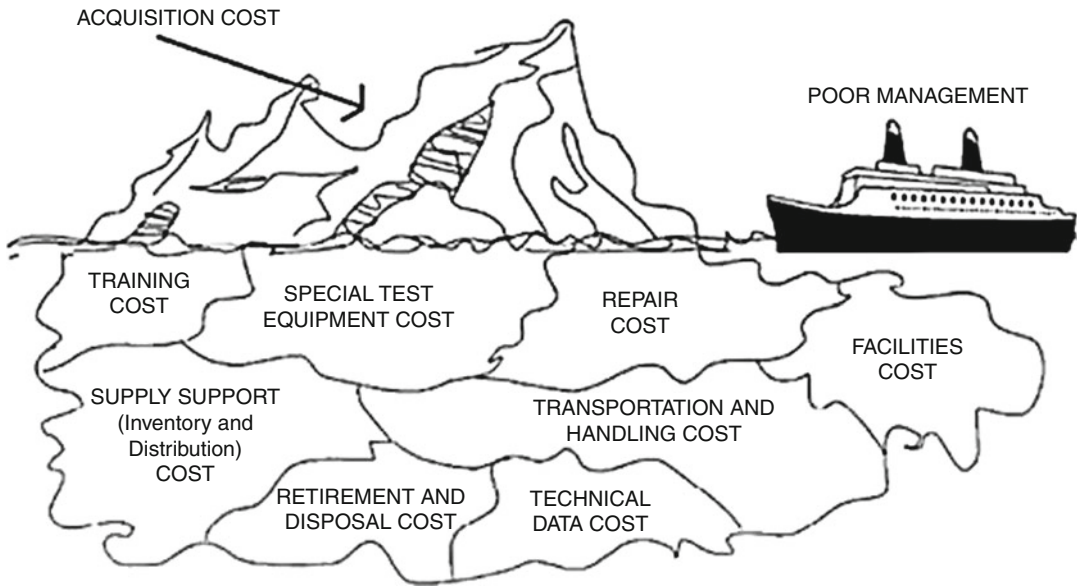 ACQUISITION COST
POOR MANAGEMENT
TRAINING
COST
SPECIAL TEST
EQUIPMENT COST
REPAIR
COST
FACILITIES
COST
SUPPLY SUPPORT
(Inventory and
Distribution)
COST
TRANSPORTATION AND
HANDLING COST
RETIREMENT AND
DISPOSAL COST
TECHNICAL
DATA COST